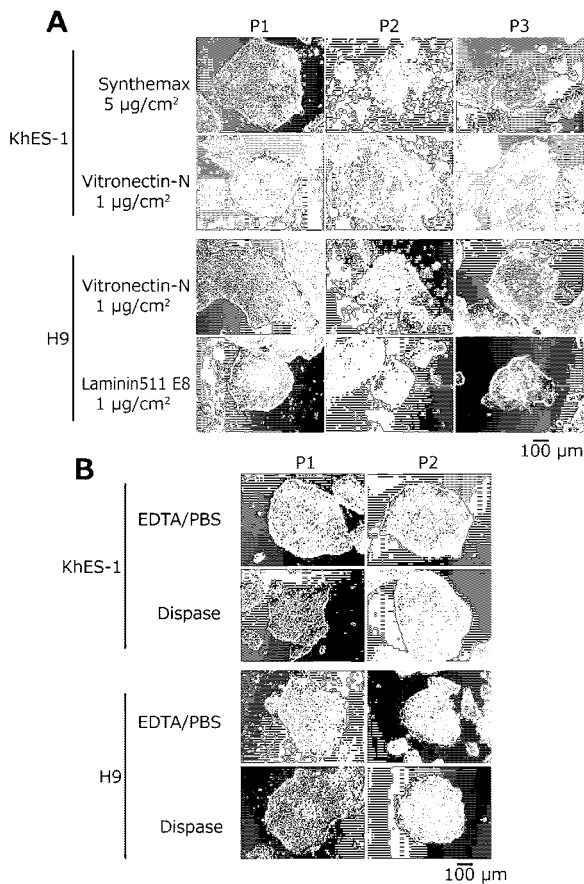 A
P1 P2 P3
KhES-1
Synthemax
5 µg/cm²
Vitronectin-N
1 µg/cm²
H9
Vitronectin-N
1 µg/cm²
Laminin511 E8
1 µg/cm²
100 µm
B
P1 P2
KhES-1
EDTA/PBS
Dispase
H9
EDTA/PBS
Dispase
100 µm